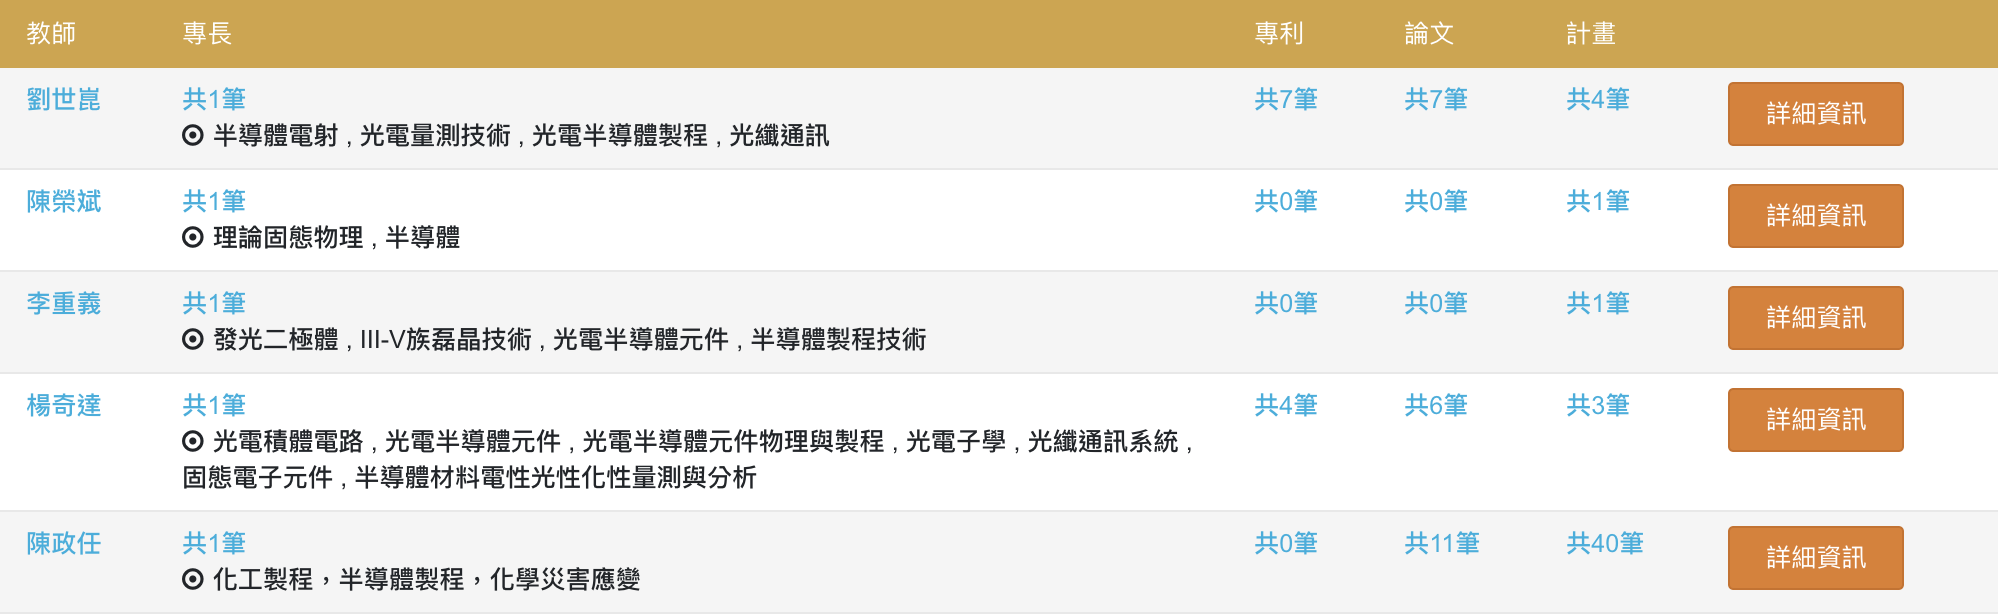 教師 專長 專利 論文 計畫
劉世崑 共1筆 共7筆 共7筆 共4筆 詳細資訊
半導體電射 , 光電量測技術 , 光電半導體製程 , 光纖通訊
陳榮斌 共1筆 共0筆 共0筆 共1筆 詳細資訊
理論固態物理 , 半導體
李重義 共1筆 共0筆 共0筆 共1筆 詳細資訊
發光二極體 , III-V族磊晶技術 , 光電半導體元件 , 半導體製程技術
楊奇達 共1筆 共4筆 共6筆 共3筆 詳細資訊
光電積體電路 , 光電半導體元件 , 光電半導體元件物理與製程 , 光電子學 , 光纖通訊系統 ,
固態電子元件 , 半導體材料電性光性化性量測與分析
陳政任 共1筆 共0筆 共11筆 共40筆 詳細資訊
化工製程，半導體製程，化學災害應變